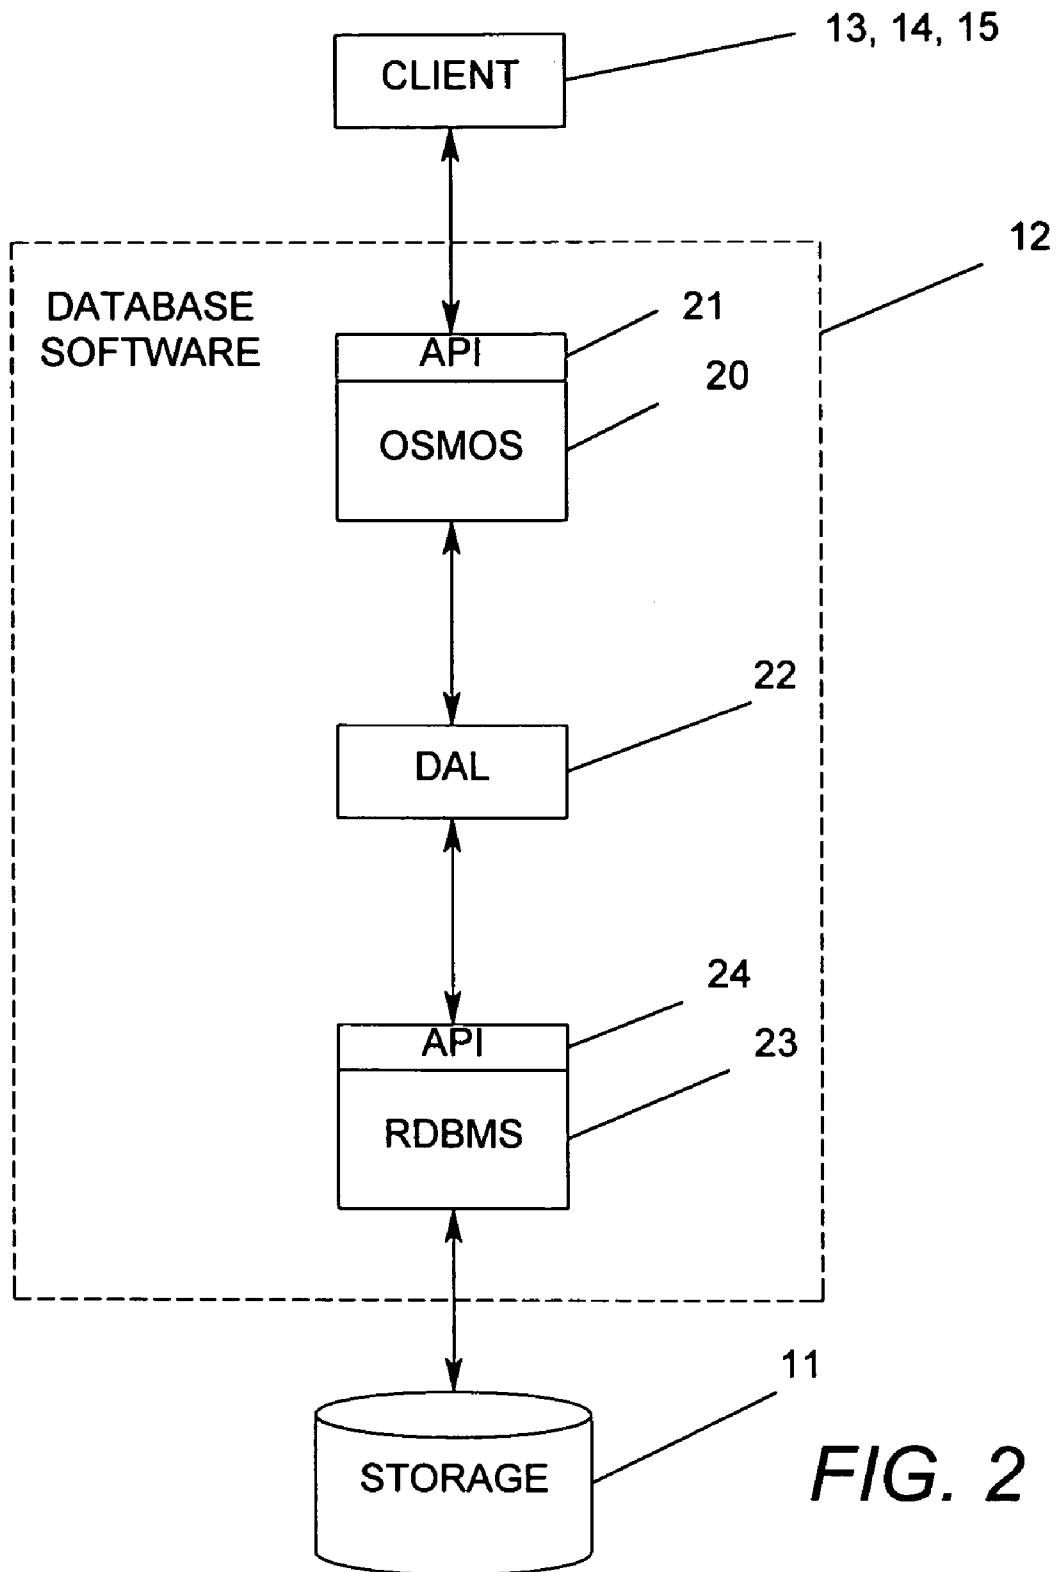 13, 14, 15
CLIENT
12
DATABASE
SOFTWARE
21
API
20
OSMOS
22
DAL
24
API
23
RDBMS
11
STORAGE
FIG. 2